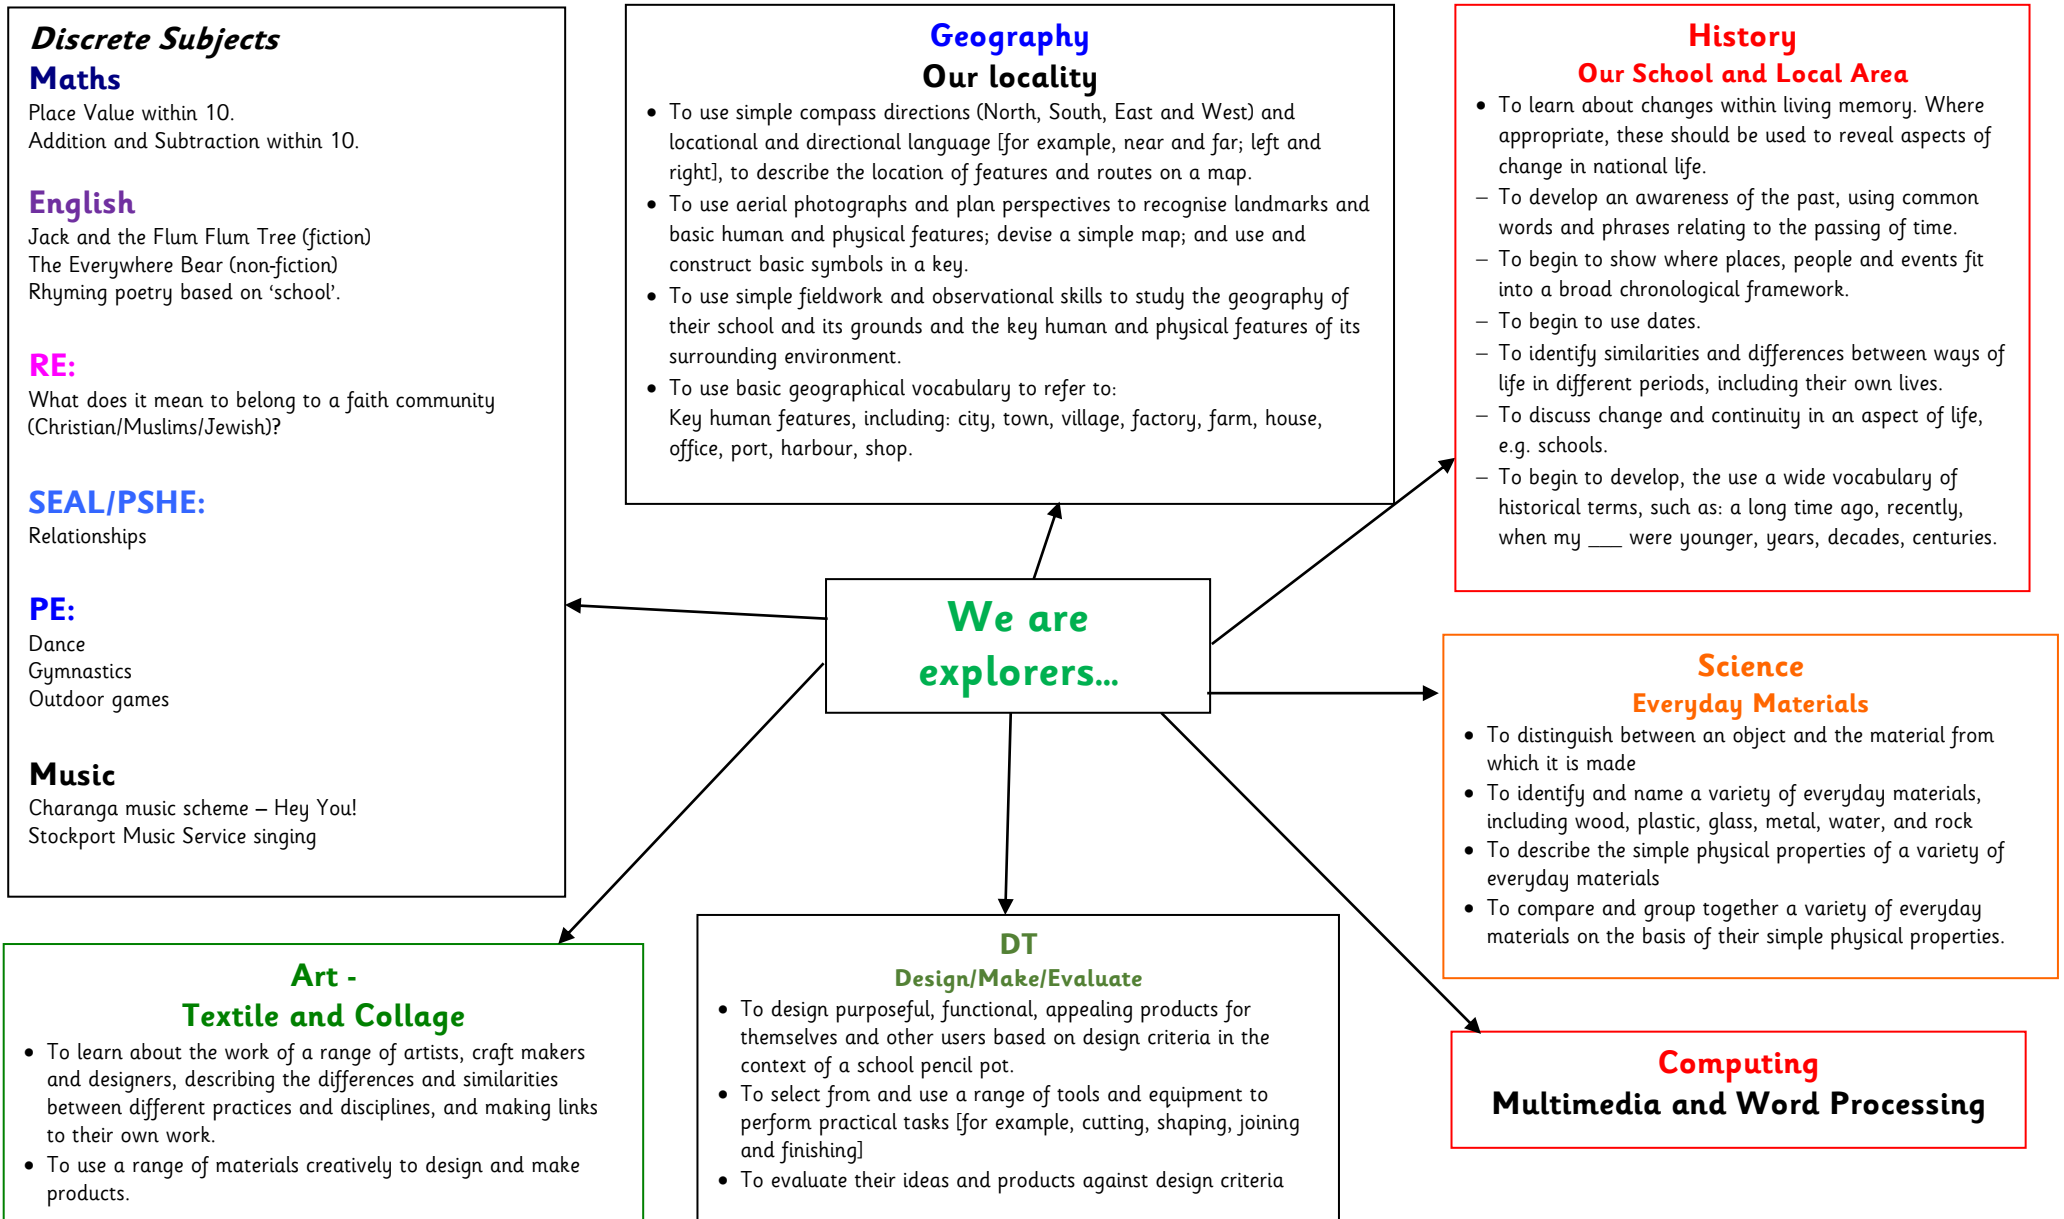 Discrete Subjects
Maths
Place Value within 10.
Addition and Subtraction within 10.
English
Jack and the Flum Flum Tree (fiction)
The Everywhere Bear (non-fiction)
Rhyming poetry based on ‘school’.
RE:
What does it mean to belong to a faith community
(Christian/Muslims/Jewish)?
SEAL/PSHE:
Relationships
PE:
Dance
Gymnastics
Outdoor games
Music
Charanga music scheme – Hey You!
Stockport Music Service singing
Geography
Our locality
• To use simple compass directions (North, South, East and West) and
locational and directional language [for example, near and far; left and
right], to describe the location of features and routes on a map.
• To use aerial photographs and plan perspectives to recognise landmarks and
basic human and physical features; devise a simple map; and use and
construct basic symbols in a key.
• To use simple fieldwork and observational skills to study the geography of
their school and its grounds and the key human and physical features of its
surrounding environment.
• To use basic geographical vocabulary to refer to:
Key human features, including: city, town, village, factory, farm, house,
office, port, harbour, shop.
History
Our School and Local Area
• To learn about changes within living memory. Where
appropriate, these should be used to reveal aspects of
change in national life.
– To develop an awareness of the past, using common
words and phrases relating to the passing of time.
– To begin to show where places, people and events fit
into a broad chronological framework.
– To begin to use dates.
– To identify similarities and differences between ways of
life in different periods, including their own lives.
– To discuss change and continuity in an aspect of life,
e.g. schools.
– To begin to develop, the use a wide vocabulary of
historical terms, such as: a long time ago, recently,
when my ___ were younger, years, decades, centuries.
We are
explorers...
Science
Everyday Materials
• To distinguish between an object and the material from
which it is made
• To identify and name a variety of everyday materials,
including wood, plastic, glass, metal, water, and rock
• To describe the simple physical properties of a variety of
everyday materials
• To compare and group together a variety of everyday
materials on the basis of their simple physical properties.
Art -
Textile and Collage
• To learn about the work of a range of artists, craft makers
and designers, describing the differences and similarities
between different practices and disciplines, and making links
to their own work.
• To use a range of materials creatively to design and make
products.
DT
Design/Make/Evaluate
• To design purposeful, functional, appealing products for
themselves and other users based on design criteria in the
context of a school pencil pot.
• To select from and use a range of tools and equipment to
perform practical tasks [for example, cutting, shaping, joining
and finishing]
• To evaluate their ideas and products against design criteria
Computing
Multimedia and Word Processing